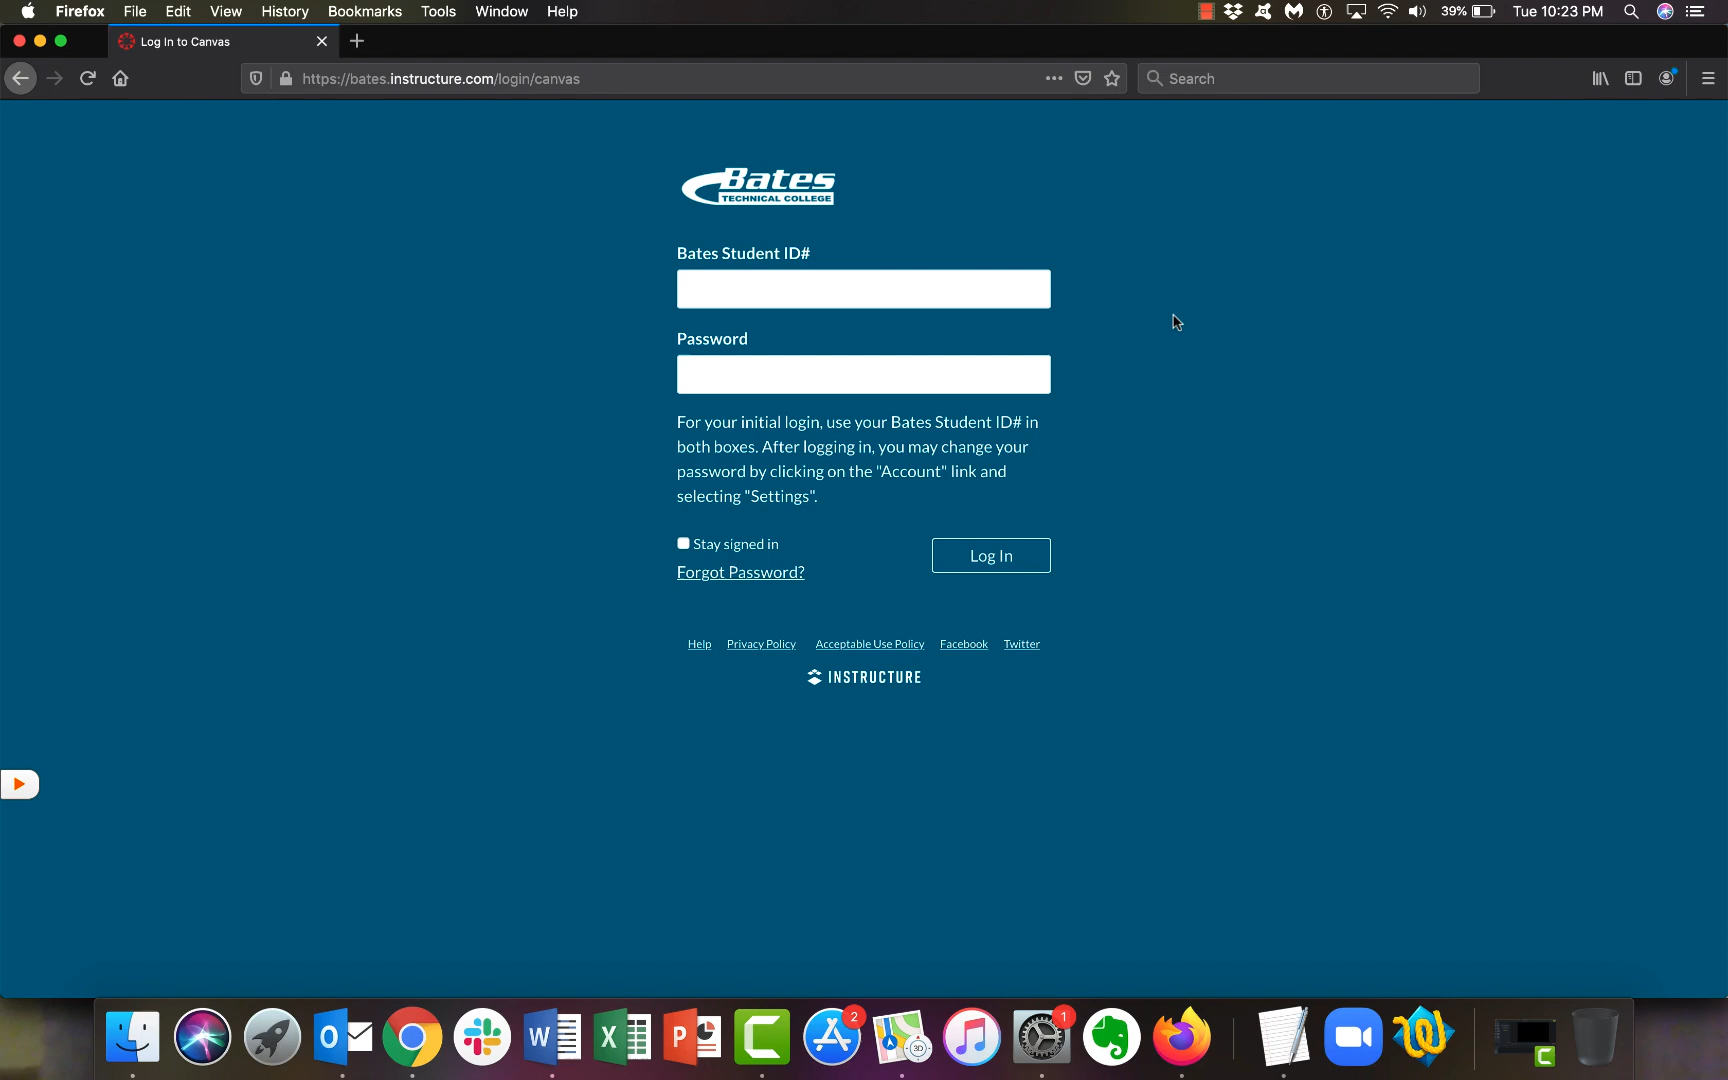 Firefox File Edit View History Bookmarks Tools Window Help 39% Tue 10:23 PM
Log In to Canvas
https://bates.instructure.com/login/canvas Search
Bates
TECHNICAL COLLEGE
Bates Student ID#
Password
For your initial login, use your Bates Student ID# in
both boxes. After logging in, you may change your
password by clicking on the "Account" link and
selecting "Settings".
Stay signed in
Log In
Forgot Password?
Help Privacy Policy Acceptable Use Policy Facebook Twitter
INSTRUCTURE
2 1
O W X P 3D